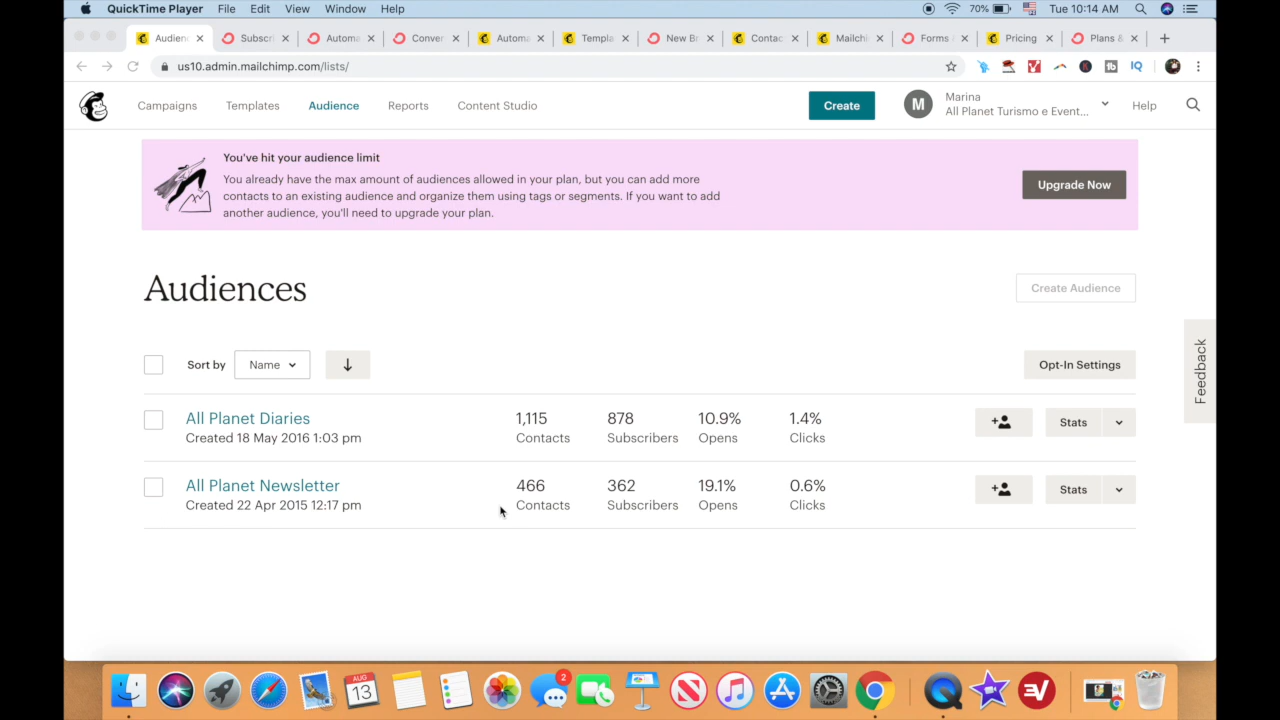 QuickTime Player File Edit View Window Help 70% Tue 10:14 AM
Audien Subscri Automa Conver Automa Templa New Br Contac Mailchi Forms Pricing Plans &
us10.admin.mailchimp.com/lists/
Campaigns Templates Audience Reports Content Studio Create M Marina Help
All Planet Turismo e Event...
You've hit your audience limit
You already have the max amount of audiences allowed in your plan, but you can add more
contacts to an existing audience and organize them using tags or segments. If you want to add
another audience, you'll need to upgrade your plan.
Upgrade Now
Audiences
Create Audience
Sort by Name Opt-In Settings
Feedback
All Planet Diaries 1,115 878 10.9% 1.4%
Created 18 May 2016 1:03 pm Contacts Subscribers Opens Clicks
Stats
All Planet Newsletter 466 362 19.1% 0.6%
Created 22 Apr 2015 12:17 pm Contacts Subscribers Opens Clicks
Stats
AUG
13
2